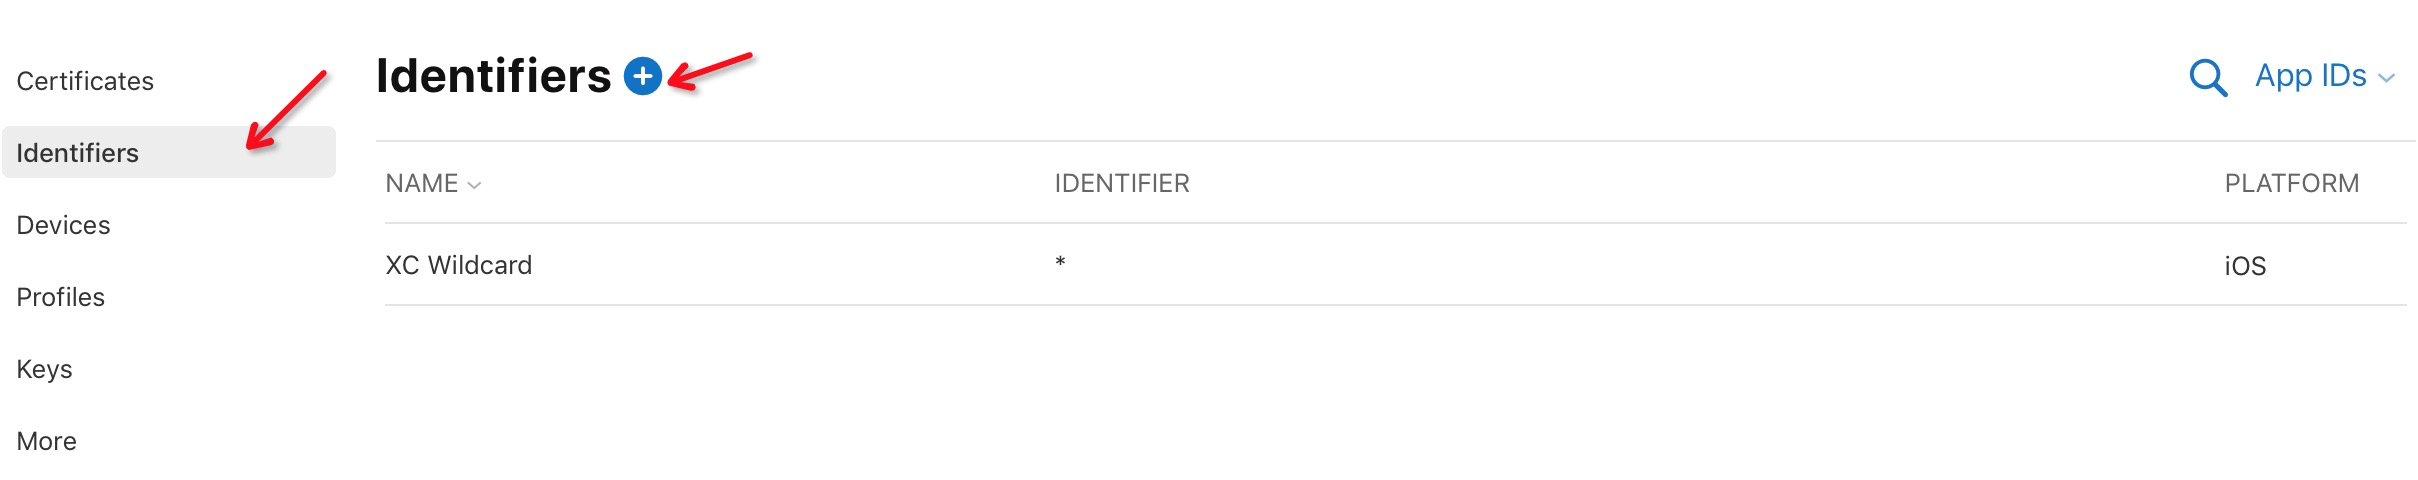 Certificates
Identifiers
Devices
Profiles
Keys
More
Identifiers
App IDs
NAME IDENTIFIER PLATFORM
XC Wildcard * iOS